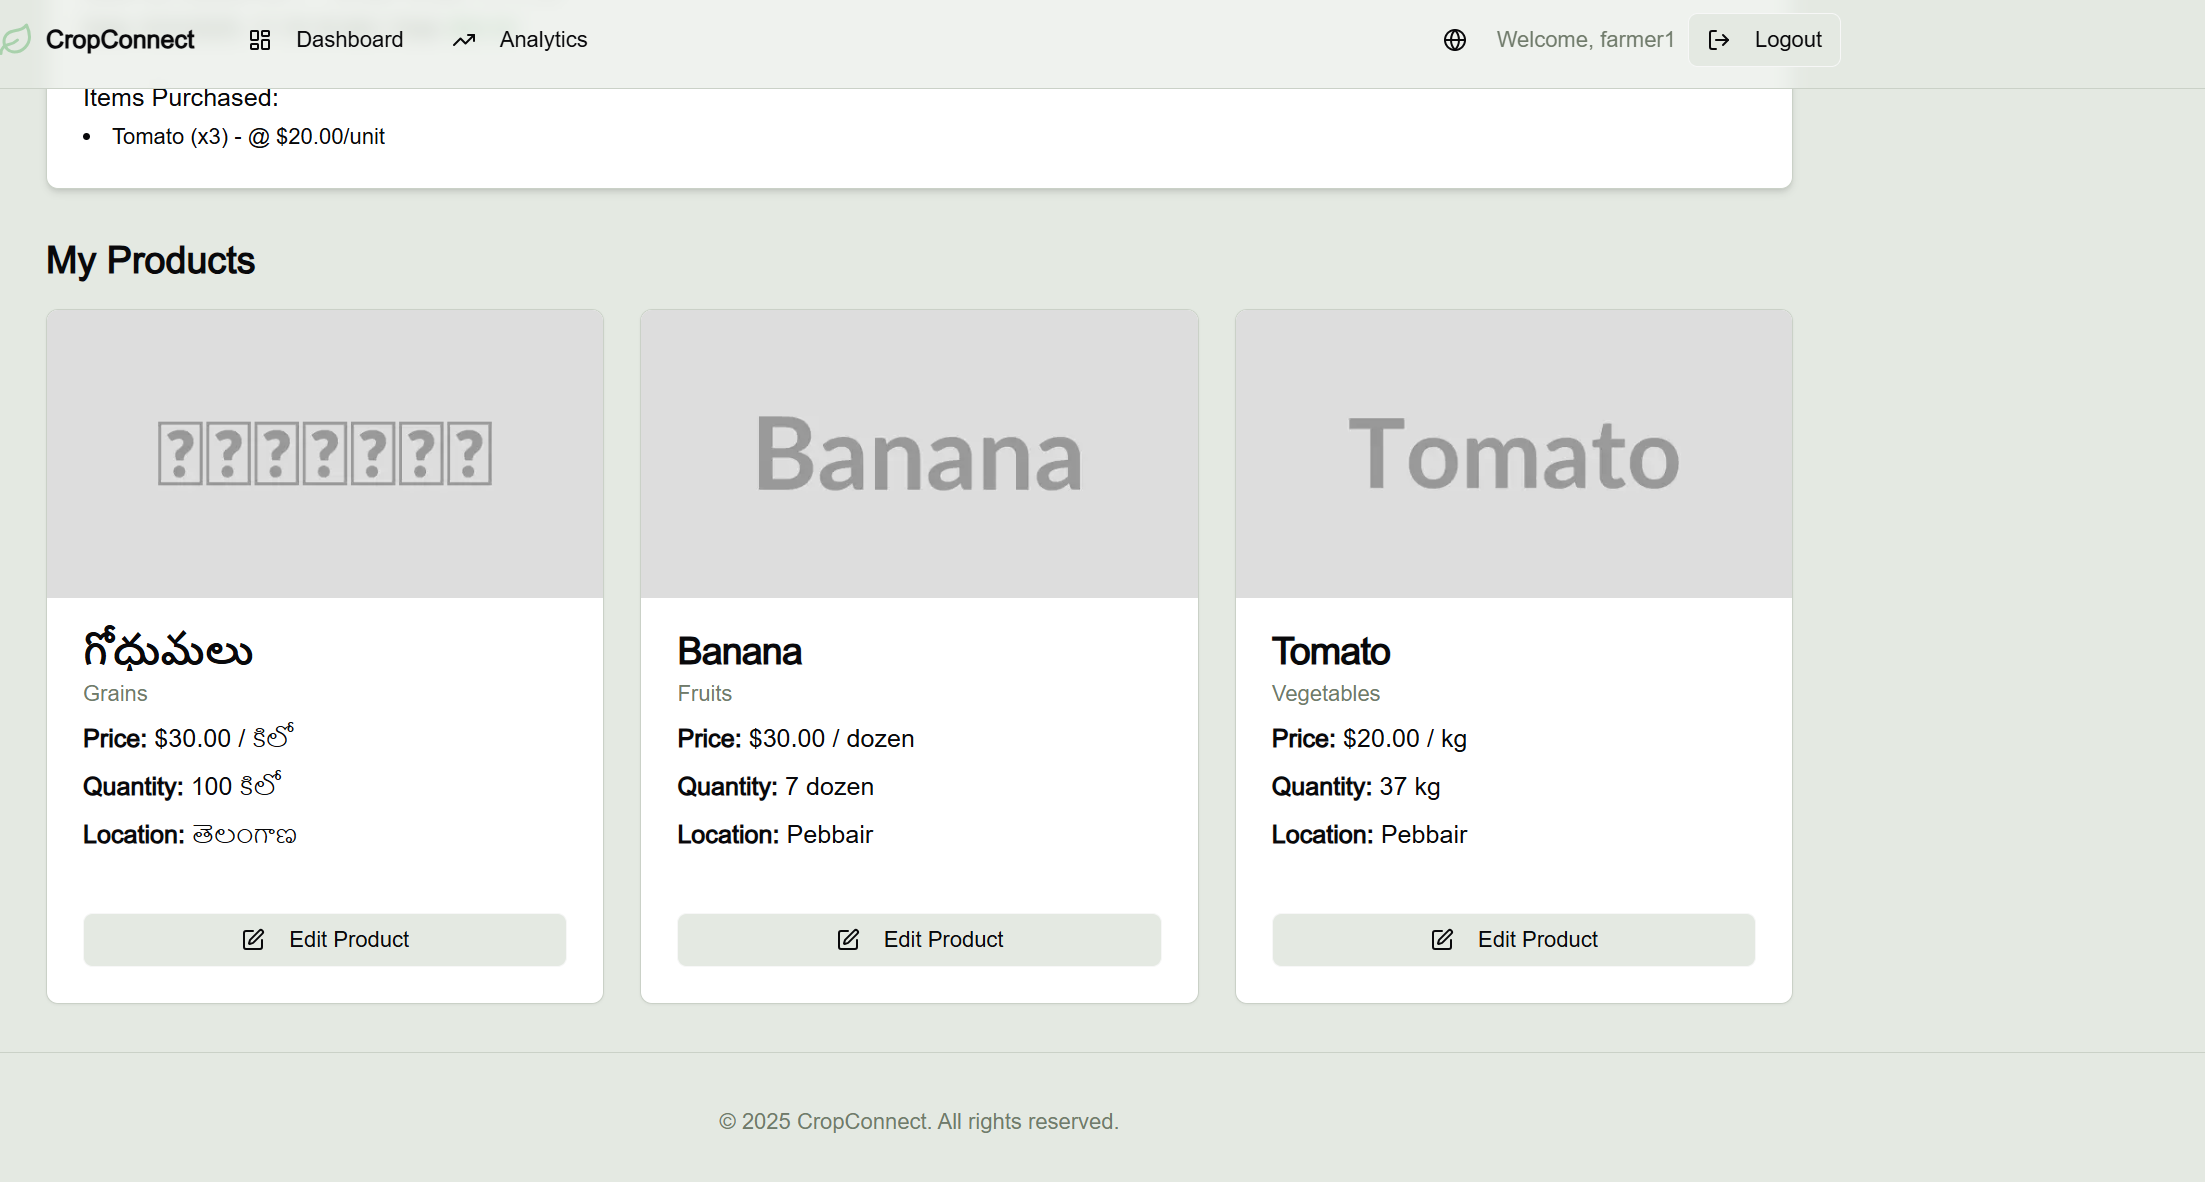 CropConnect Dashboard Analytics Welcome, farmer1 Logout
Items Purchased:
• Tomato (x3) - @ $20.00/unit
My Products
గోధుమలు
Grains
Price: $30.00 / కిలో
Quantity: 100 కిలో
Location: తెలంగాణ
Edit Product
Banana
Banana
Fruits
Price: $30.00 / dozen
Quantity: 7 dozen
Location: Pebbair
Edit Product
Tomato
Tomato
Vegetables
Price: $20.00 / kg
Quantity: 37 kg
Location: Pebbair
Edit Product
© 2025 CropConnect. All rights reserved.